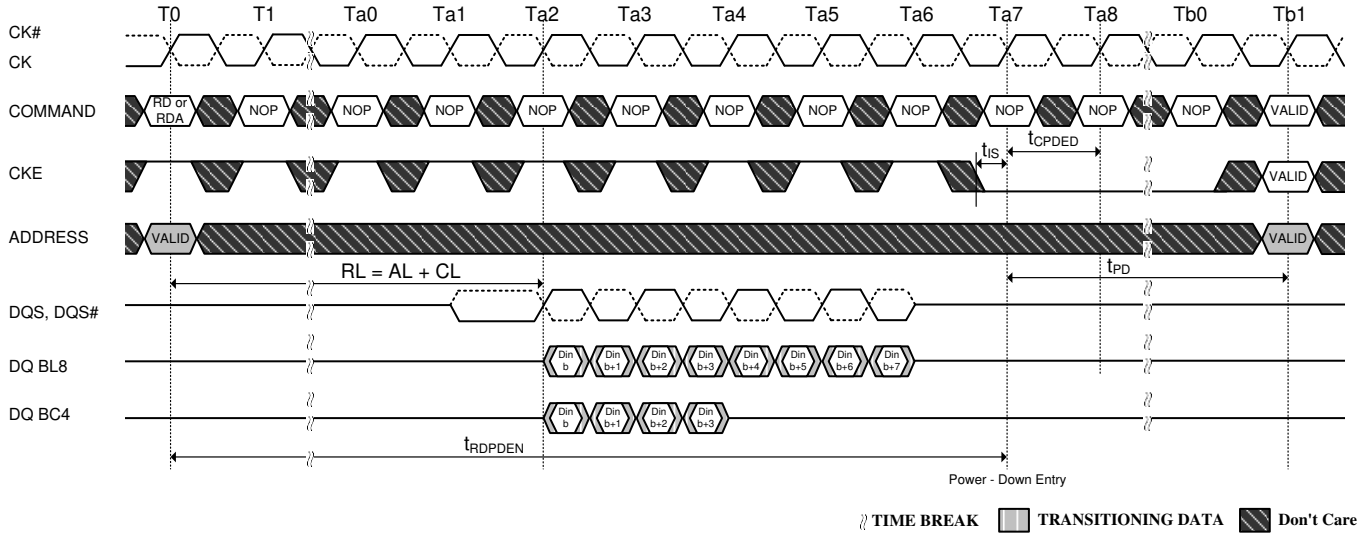 T0 T1 Ta0 Ta1 Ta2 Ta3 Ta4 Ta5 Ta6 Ta7 Ta8 Tb0 Tb1
CK#
CK
COMMAND RD or RDA NOP NOP NOP NOP NOP NOP NOP NOP NOP NOP NOP VALID
tIS tCPDED
CKE VALID
ADDRESS VALID VALID
RL = AL + CL tPD
DQS, DQS#
DQ BL8 Din b Din b+1 Din b+2 Din b+3 Din b+4 Din b+5 Din b+6 Din b+7
DQ BC4 Din b Din b+1 Din b+2 Din b+3
tRDPDEN
Power - Down Entry
TIME BREAK TRANSITIONING DATA Don't Care